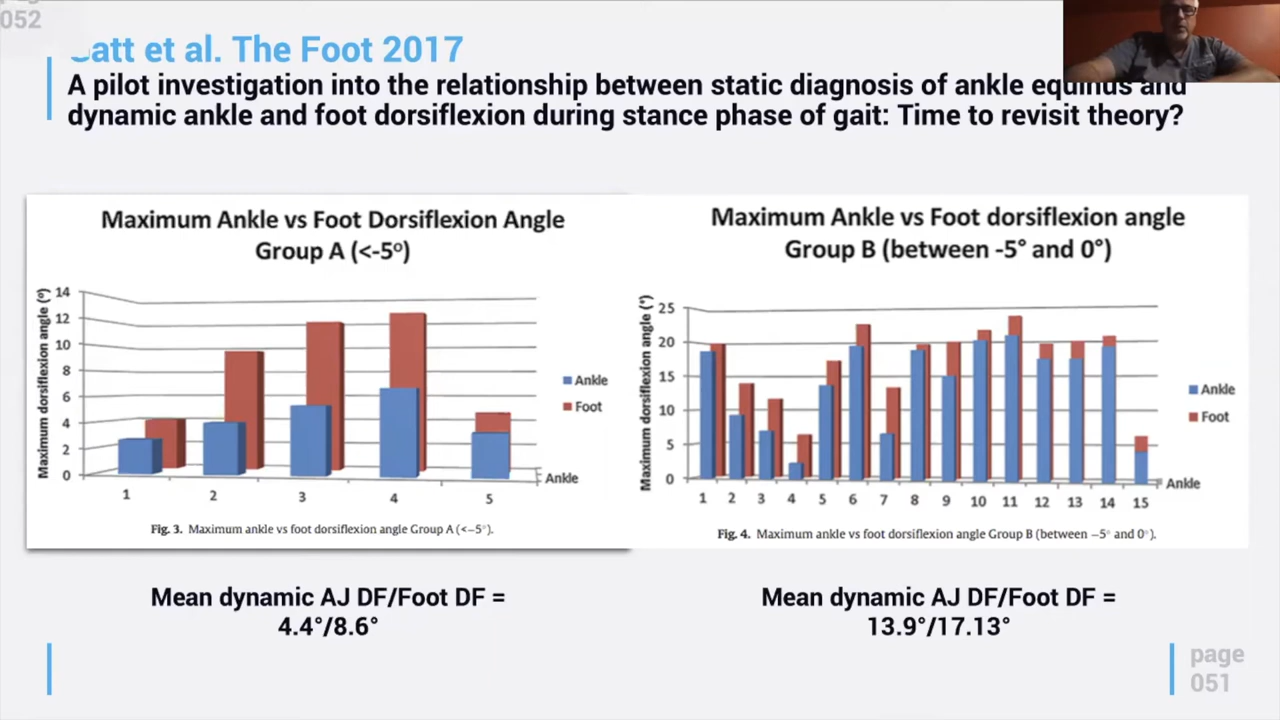 052
et al. The Foot 2017
A pilot investigation into the relationship between static diagnosis of ankle equinus and
dynamic ankle and foot dorsiflexion during stance phase of gait: Time to revisit theory?
Maximum Ankle vs Foot Dorsiflexion Angle
Group A (<-5°)
Maximum dorsiflexion angle (°)
14
12
10
8
6
4
2
0
1
2
3
4
5
Ankle
Ankle
Foot
Fig. 3. Maximum ankle vs foot dorsiflexion angle Group A (<−5°).
Maximum Ankle vs Foot dorsiflexion angle
Group B (between -5° and 0°)
Maximum dorsiflexion angle (°)
25
20
15
10
5
0
1
2
3
4
5
6
7
8
9
10
11
12
13
14
15
Ankle
Ankle
Foot
Fig. 4. Maximum ankle vs foot dorsiflexion angle Group B (between −5° and 0°).
Mean dynamic AJ DF/Foot DF =
4.4°/8.6°
Mean dynamic AJ DF/Foot DF =
13.9°/17.13°
page
051